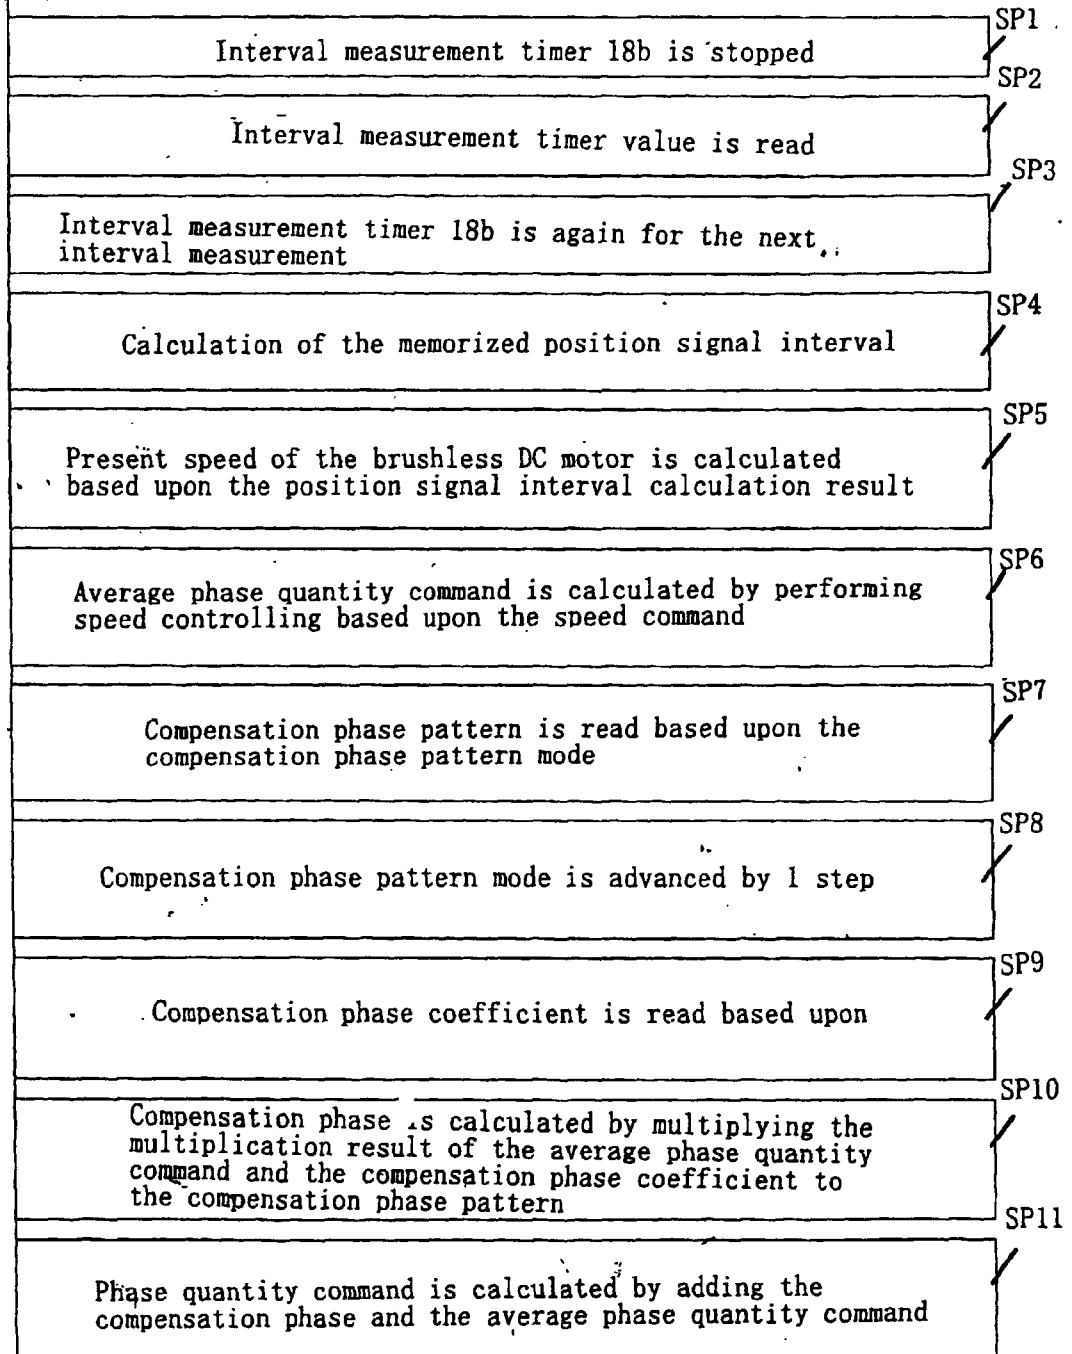 SP1
Interval measurement timer 18b is stopped
SP2
Interval measurement timer value is read
SP3
Interval measurement timer 18b is again for the next
interval measurement
SP4
Calculation of the memorized position signal interval
SP5
Present speed of the brushless DC motor is calculated
based upon the position signal interval calculation result
SP6
Average phase quantity command is calculated by performing
speed controlling based upon the speed command
SP7
Compensation phase pattern is read based upon the
compensation phase pattern mode
SP8
Compensation phase pattern mode is advanced by 1 step
SP9
Compensation phase coefficient is read based upon
SP10
Compensation phase is calculated by multiplying the
multiplication result of the average phase quantity
command and the compensation phase coefficient to
the compensation phase pattern
SP11
Phase quantity command is calculated by adding the
compensation phase and the average phase quantity command